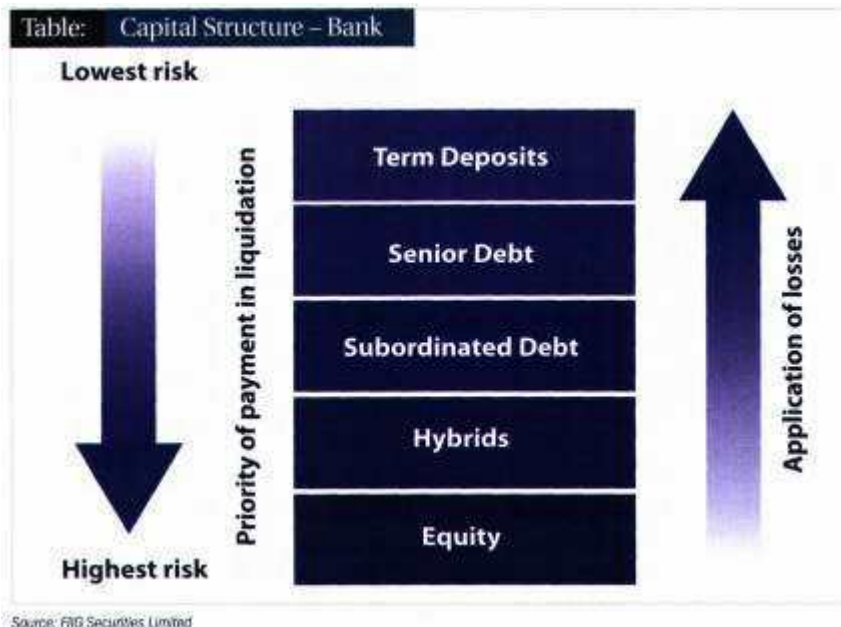 Table: Capital Structure – Bank
Lowest risk
Priority of payment in liquidation
Term Deposits
Senior Debt
Subordinated Debt
Hybrids
Equity
Application of losses
Highest risk
Source: FIIG Securities Limited